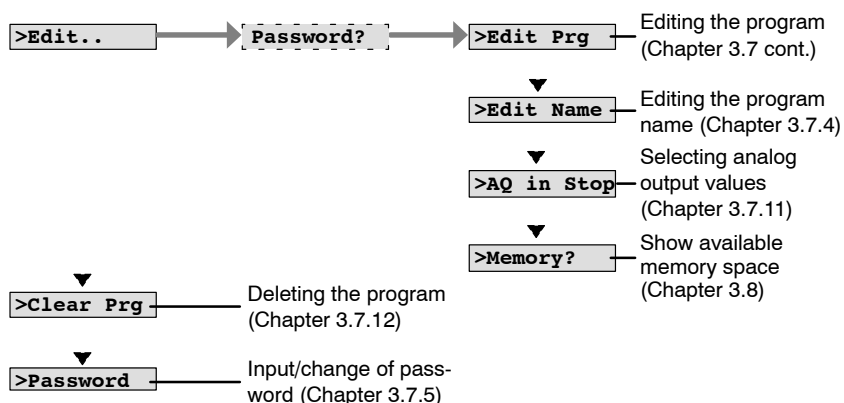 >Edit..
Password?
>Edit Prg
Editing the program
(Chapter 3.7 cont.)
>Edit Name
Editing the program
name (Chapter 3.7.4)
>AQ in Stop
Selecting analog
output values
(Chapter 3.7.11)
>Memory?
Show available
memory space
(Chapter 3.8)
>Clear Prg
Deleting the program
(Chapter 3.7.12)
>Password
Input/change of pass-
word (Chapter 3.7.5)